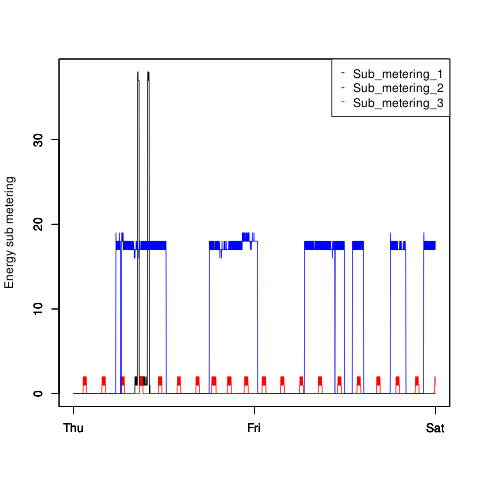 Sub_metering_1
Sub_metering_2
Sub_metering_3
Energy sub metering
30
20
10
0
Thu
Fri
Sat